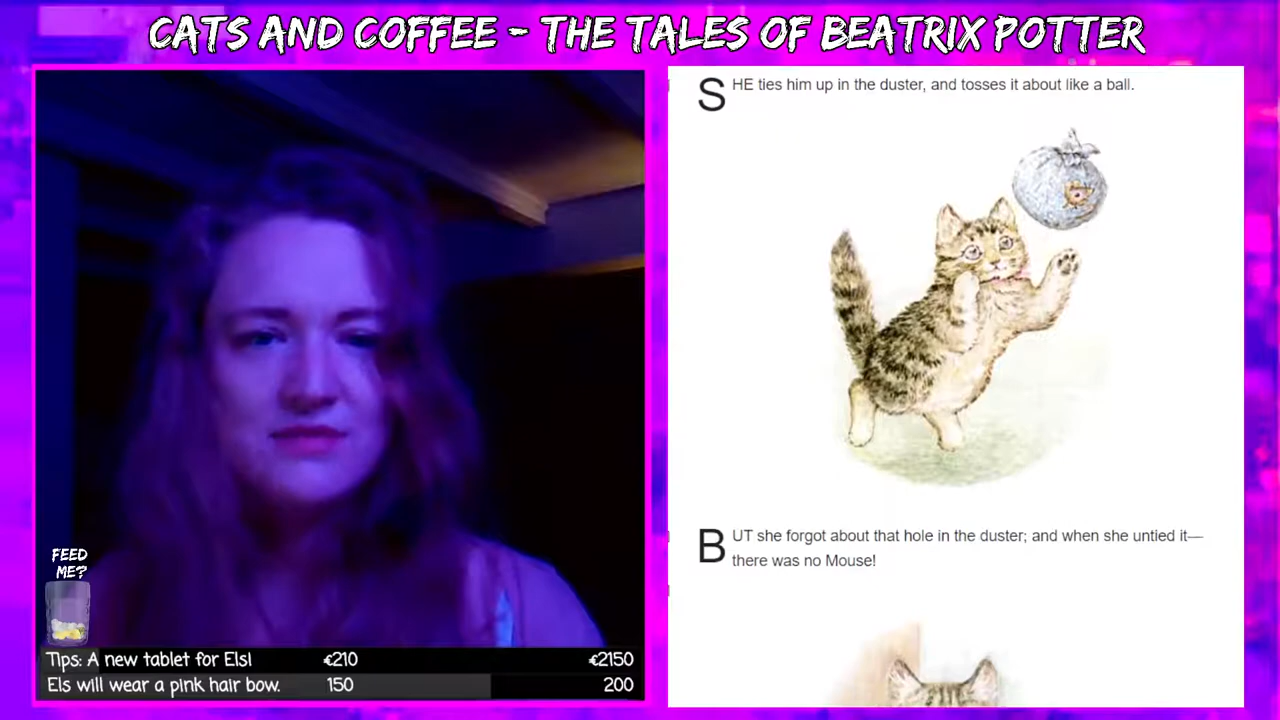 CATS AND COFFEE - THE TALES OF BEATRIX POTTER
SHE ties him up in the duster, and tosses it about like a ball.
BUT she forgot about that hole in the duster; and when she untied it—
there was no Mouse!
FEED
ME?
Tips: A new tablet for Els! €210 €2150
Els will wear a pink hair bow. 150 200